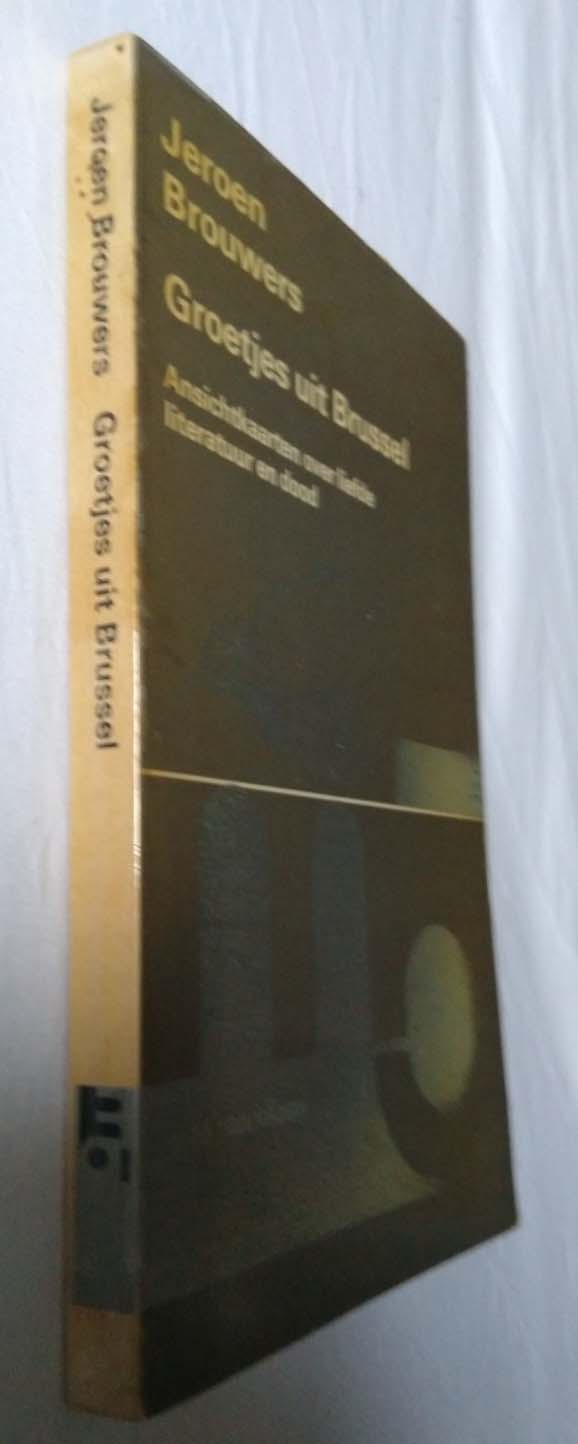 Jeroen Brouwers Groetjes uit Brussel
Jeroen
Brouwers
Groetjes uit Brussel
Ansichtkaarten over liefde
literatuur en dood